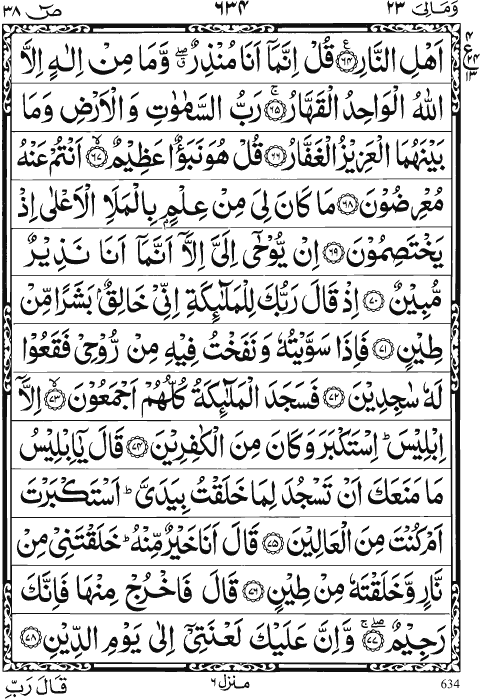 وَمَالِیَ ٢٣ ٦٣٤ صٓ ٣٨
اَهْلِ النَّارِ ۝٦٤ قُلْ اِنَّمَاۤ اَنَا مُنْذِرٌ ۖۗ وَّمَا مِنْ اِلٰهٍ اِلَّا
اللّٰهُ الْوَاحِدُ الْقَهَّارُ ۝٦٥ رَبُّ السَّمٰوٰتِ وَ الْاَرْضِ وَمَا
بَيْنَهُمَا الْعَزِيْزُ الْغَفَّارُ ۝٦٦ قُلْ هُوَ نَبَؤٌا عَظِيْمٌ ۝٦٧ اَنْتُمْ عَنْهُ
مُعْرِضُوْنَ ۝٦٨ مَا كَانَ لِیَ مِنْ عِلْمٍۭ بِالْمَلَاِ الْاَعْلٰۤى اِذْ
يَخْتَصِمُوْنَ ۝٦٩ اِنْ يُّوْحٰۤى اِلَیَّ اِلَّاۤ اَنَّمَاۤ اَنَا نَذِيْرٌ
مُّبِيْنٌ ۝٧٠ اِذْ قَالَ رَبُّكَ لِلْمَلٰٓئِكَةِ اِنِّیْ خَالِقٌۢ بَشَرًا مِّنْ
طِيْنٍ ۝٧١ فَاِذَا سَوَّيْتُهٗ وَ نَفَخْتُ فِيْهِ مِنْ رُّوْحِیْ فَقَعُوْا
لَهٗ سٰجِدِيْنَ ۝٧٢ فَسَجَدَ الْمَلٰٓئِكَةُ كُلُّهُمْ اَجْمَعُوْنَ ۝٧٣ اِلَّاۤ
اِبْلِيْسَ ؕ اِسْتَكْبَرَ وَ كَانَ مِنَ الْكٰفِرِيْنَ ۝٧٤ قَالَ يٰۤاِبْلِيْسُ
مَا مَنَعَكَ اَنْ تَسْجُدَ لِمَا خَلَقْتُ بِيَدَیَّ ؕ اَسْتَكْبَرْتَ
اَمْ كُنْتَ مِنَ الْعَالِيْنَ ۝٧٥ قَالَ اَنَا خَيْرٌ مِّنْهُ ؕ خَلَقْتَنِیْ مِنْ
نَّارٍ وَّ خَلَقْتَهٗ مِنْ طِيْنٍ ۝٧٦ قَالَ فَاخْرُجْ مِنْهَا فَاِنَّكَ
رَجِيْمٌ ۝٧٧ وَّ اِنَّ عَلَيْكَ لَعْنَتِیْۤ اِلٰى يَوْمِ الدِّيْنِ ۝٧٨
٤
ع
٢٤
١٣
قَالَ رَبِّ منزل ٦ 634